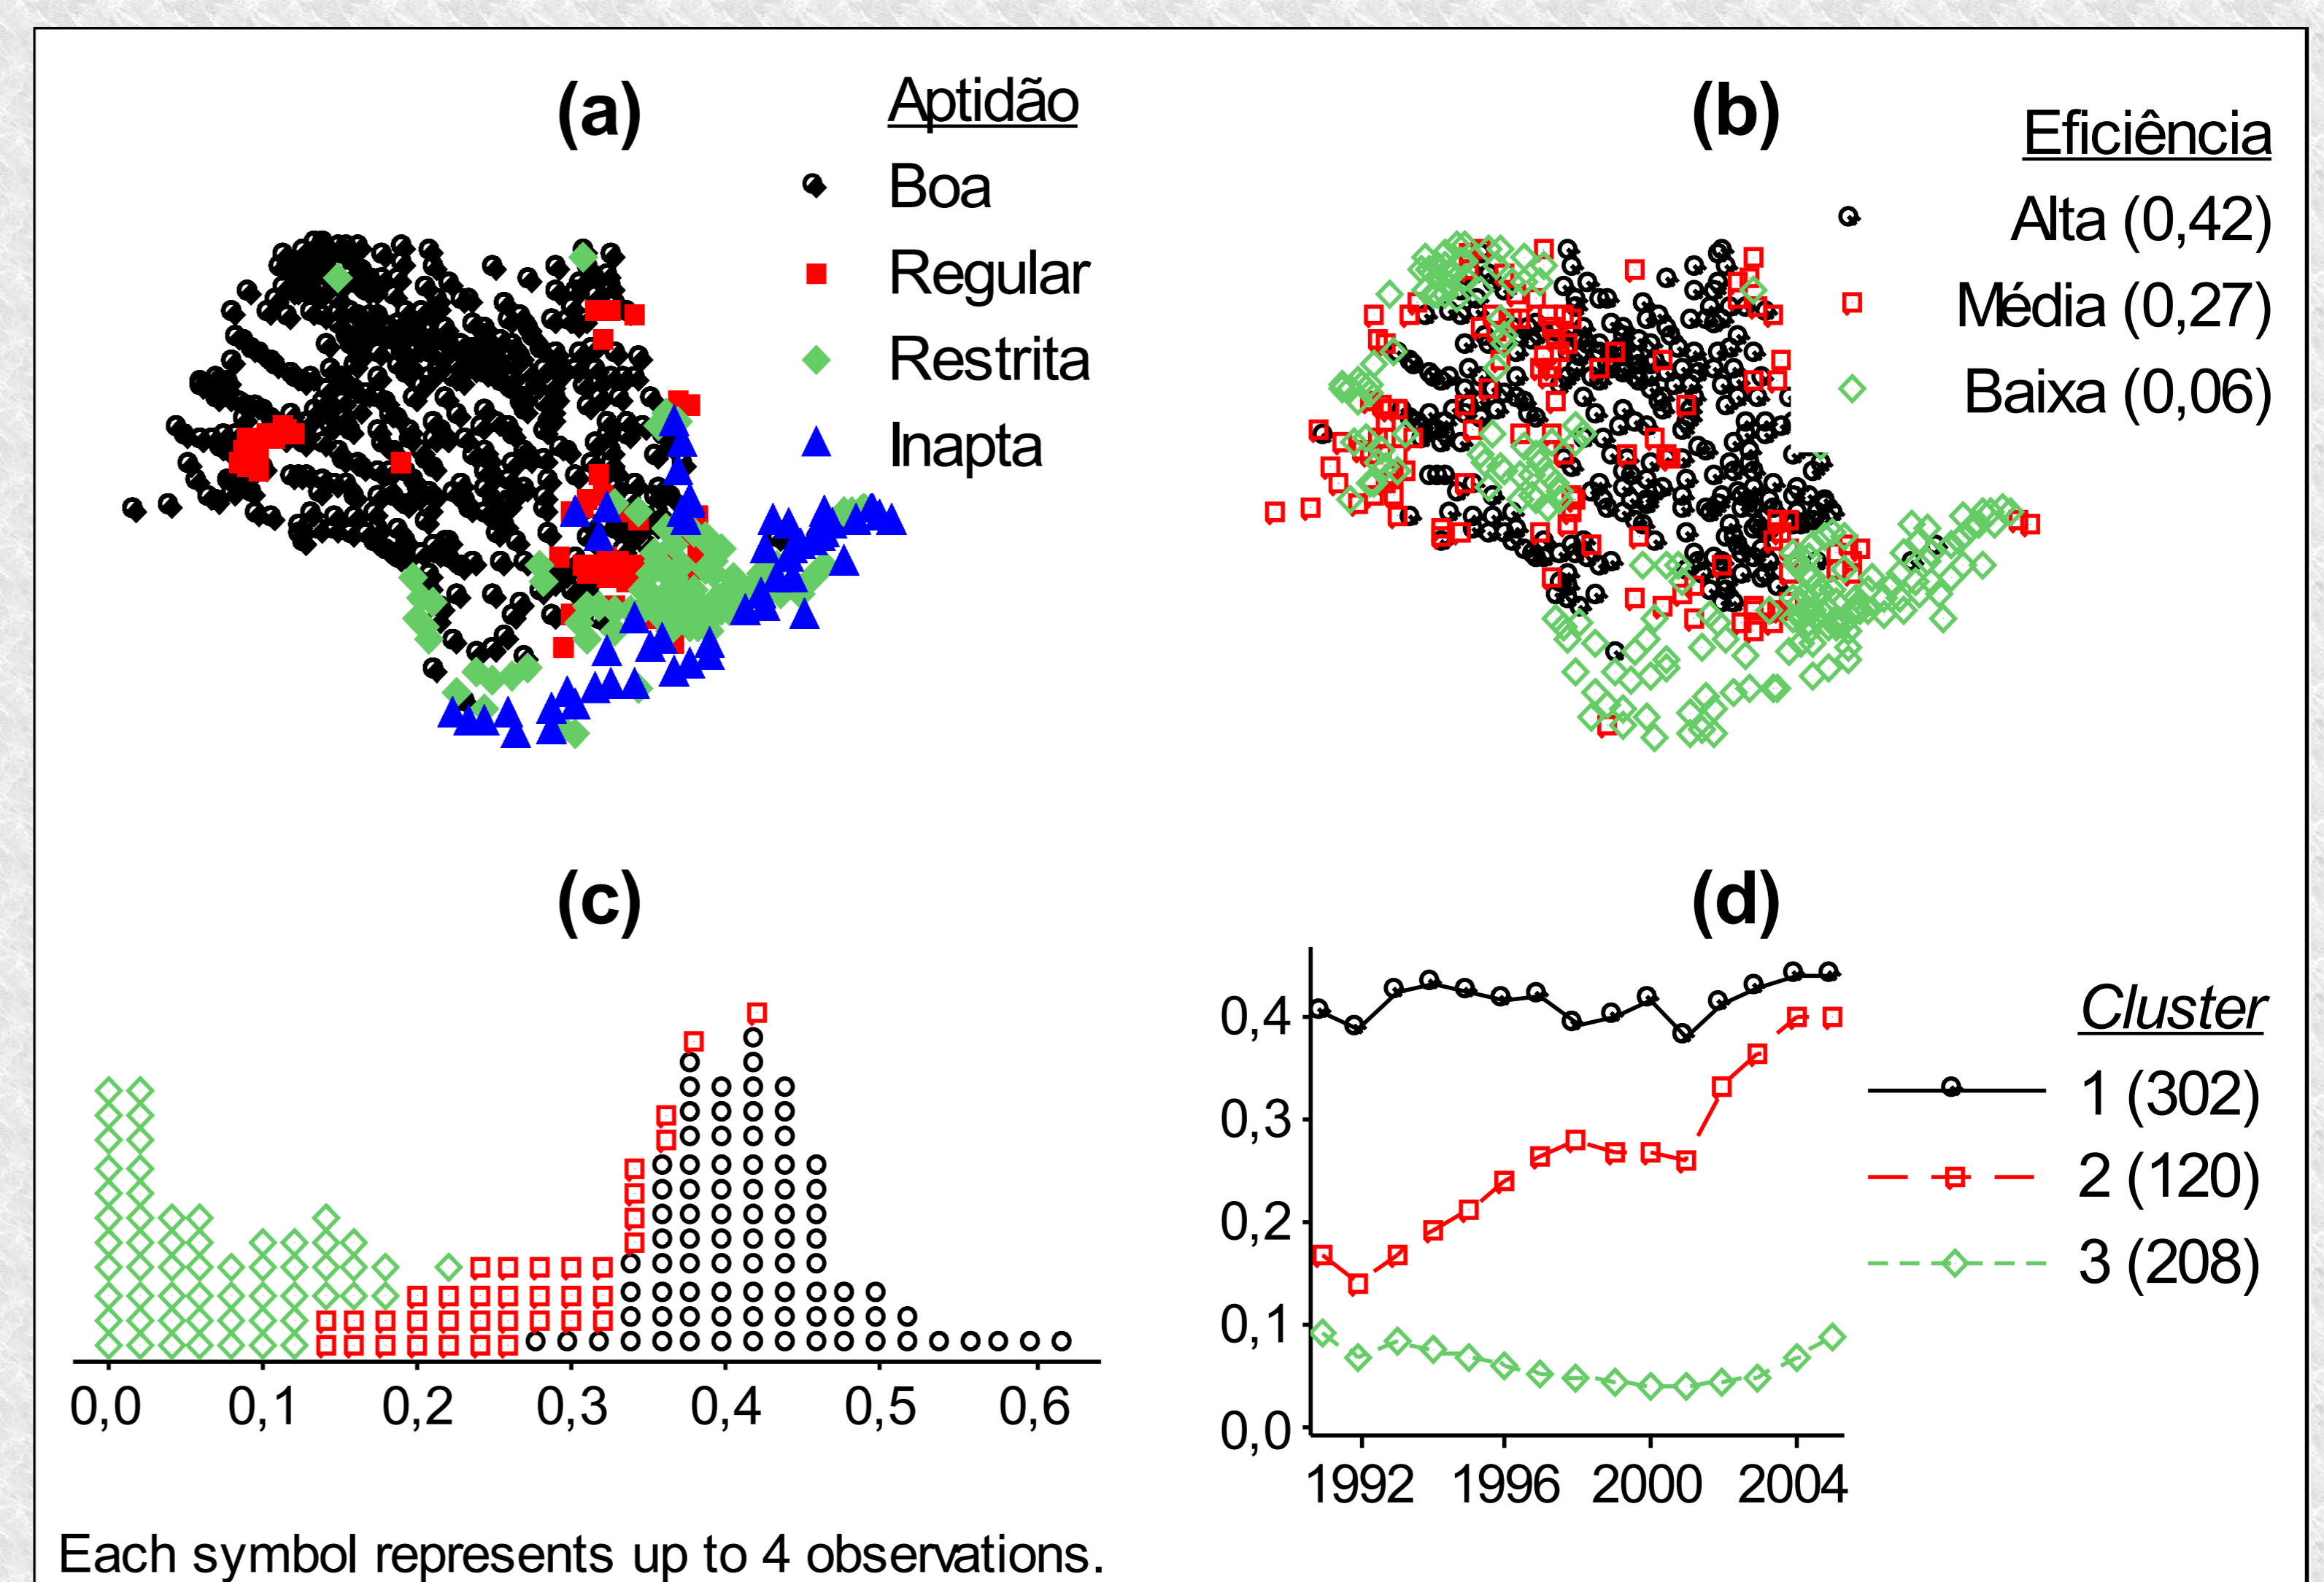 (a)
Aptidão
Boa
Regular
Restrita
Inapta
(b)
Eficiência
Alta (0,42)
Média (0,27)
Baixa (0,06)
(c)
0,0 0,1 0,2 0,3 0,4 0,5 0,6
Each symbol represents up to 4 observations.
(d)
0,4
0,3
0,2
0,1
0,0
1992 1996 2000 2004
Cluster
1 (302)
2 (120)
3 (208)